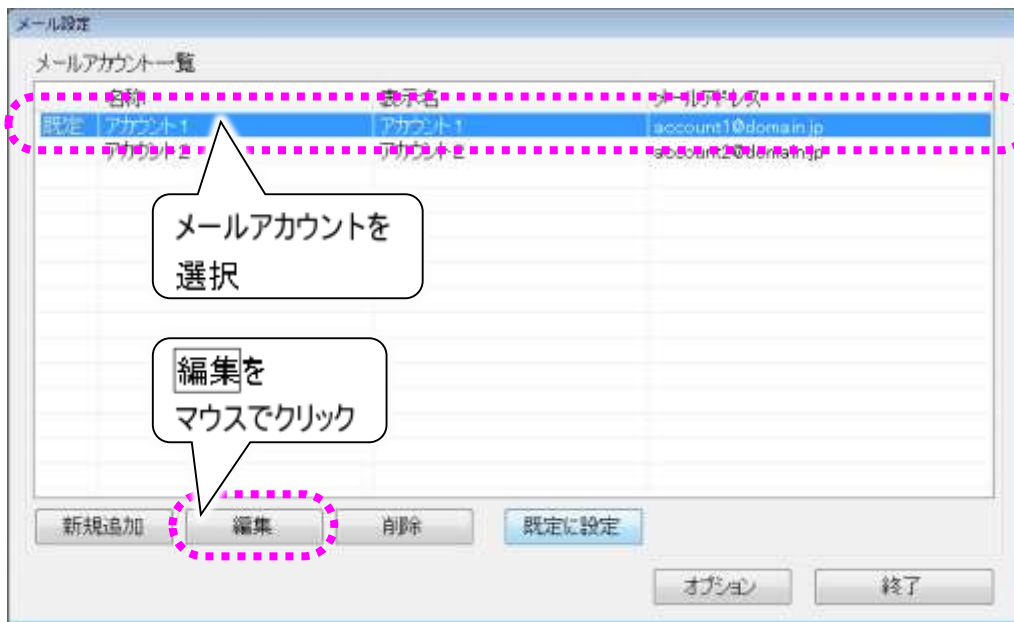 メール設定
メールアカウント一覧
名称 表示名 メールアドレス
既定 アカウント1 アカウント1 account1@domain.jp
アカウント2 アカウント2 account2@domain.jp
メールアカウントを
選択
編集を
マウスでクリック
新規追加 編集 削除 既定に設定
オプション 終了